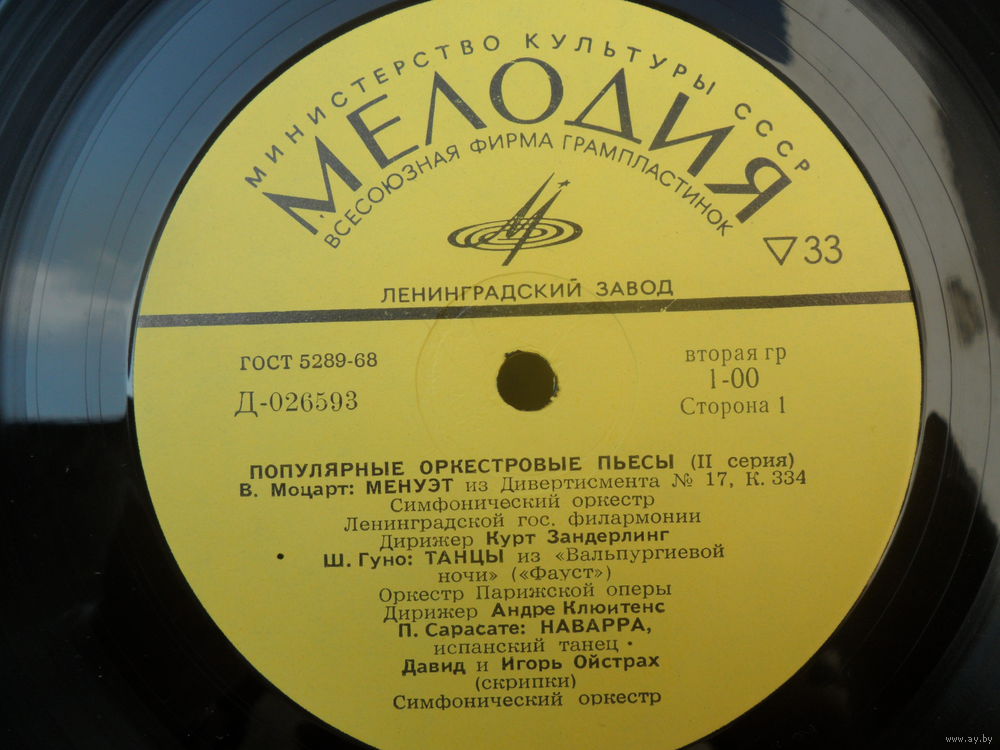 МИНИСТЕРСТВО КУЛЬТУРЫ СССР
МЕЛОДИЯ
ВСЕСОЮЗНАЯ ФИРМА ГРАМПЛАСТИНОК
▽33
ЛЕНИНГРАДСКИЙ ЗАВОД
ГОСТ 5289-68
вторая гр
Д-026593
1-00
Сторона 1
ПОПУЛЯРНЫЕ ОРКЕСТРОВЫЕ ПЬЕСЫ (II серия)
В. Моцарт: МЕНУЭТ из Дивертисмента № 17, К. 334
Симфонический оркестр
Ленинградской гос. филармонии
Дирижер Курт Зандерлинг
Ш. Гуно: ТАНЦЫ из «Вальпургиевой
ночи» («Фауст»)
Оркестр Парижской оперы
Дирижер Андре Клюитенс
П. Сарасате: НАВАРРА,
испанский танец
Давид и Игорь Ойстрах
(скрипки)
Симфонический оркестр
www.ay.by